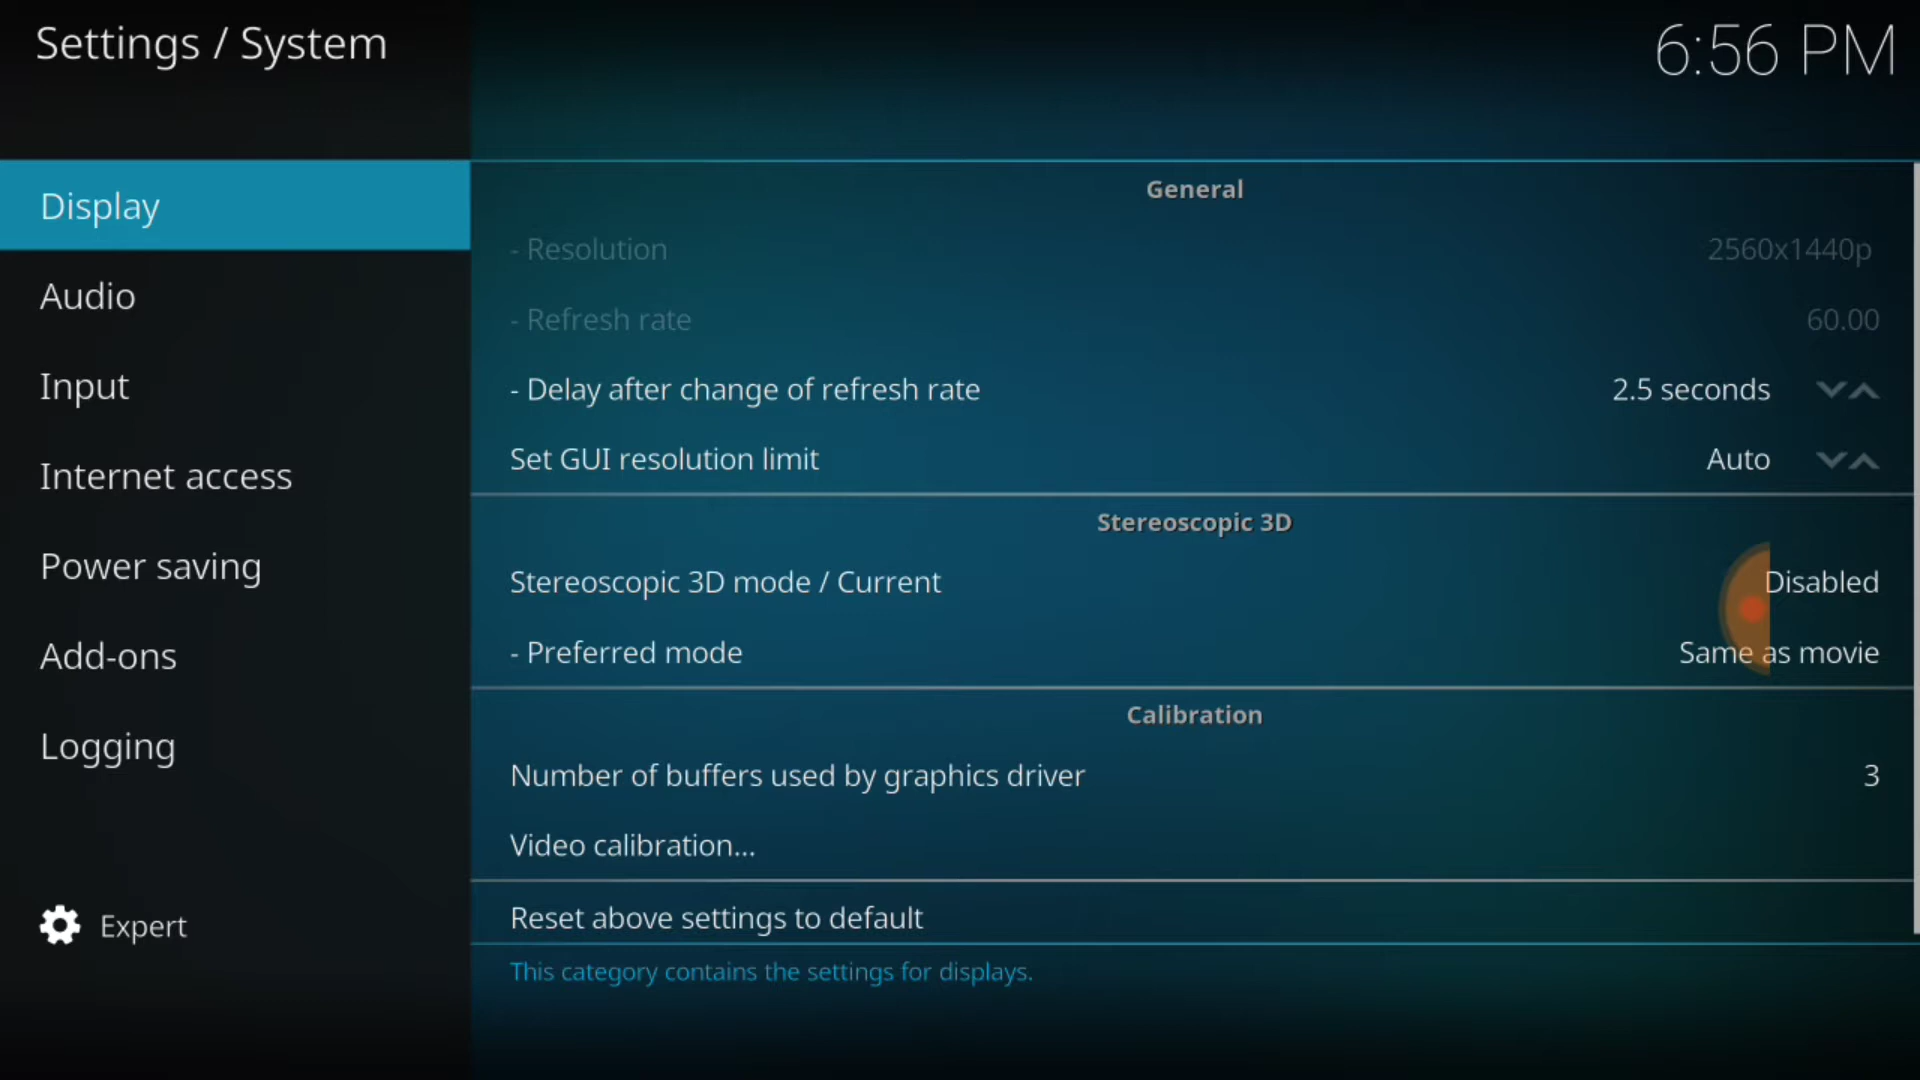 Settings / System
6:56 PM
Display
Audio
Input
Internet access
Power saving
Add-ons
Logging
Expert
General
- Resolution 2560x1440p
- Refresh rate 60.00
- Delay after change of refresh rate 2.5 seconds
Set GUI resolution limit Auto
Stereoscopic 3D
Stereoscopic 3D mode / Current Disabled
- Preferred mode Same as movie
Calibration
Number of buffers used by graphics driver 3
Video calibration...
Reset above settings to default
This category contains the settings for displays.